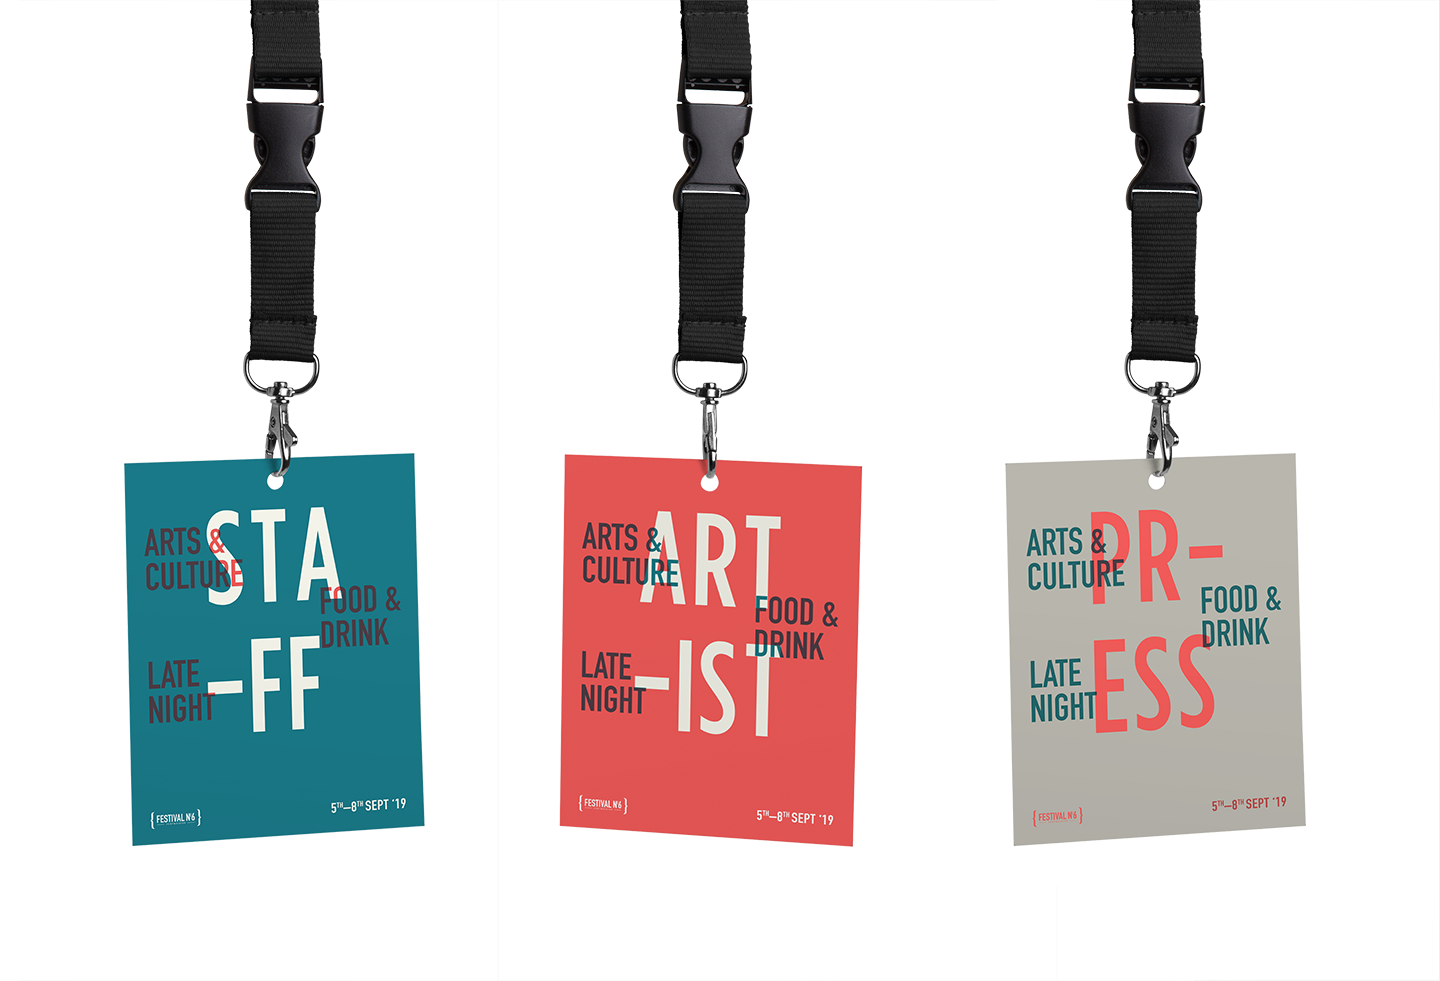 STA
-FF
ARTS &
CULTURE
FOOD &
DRINK
LATE
NIGHT
{ FESTIVAL Nº6 }
5TH—8TH SEPT '19
ART
-IST
ARTS &
CULTURE
FOOD &
DRINK
LATE
NIGHT
{ FESTIVAL Nº6 }
5TH—8TH SEPT '19
PR-
ESS
ARTS &
CULTURE
FOOD &
DRINK
LATE
NIGHT
{ FESTIVAL Nº6 }
5TH—8TH SEPT '19